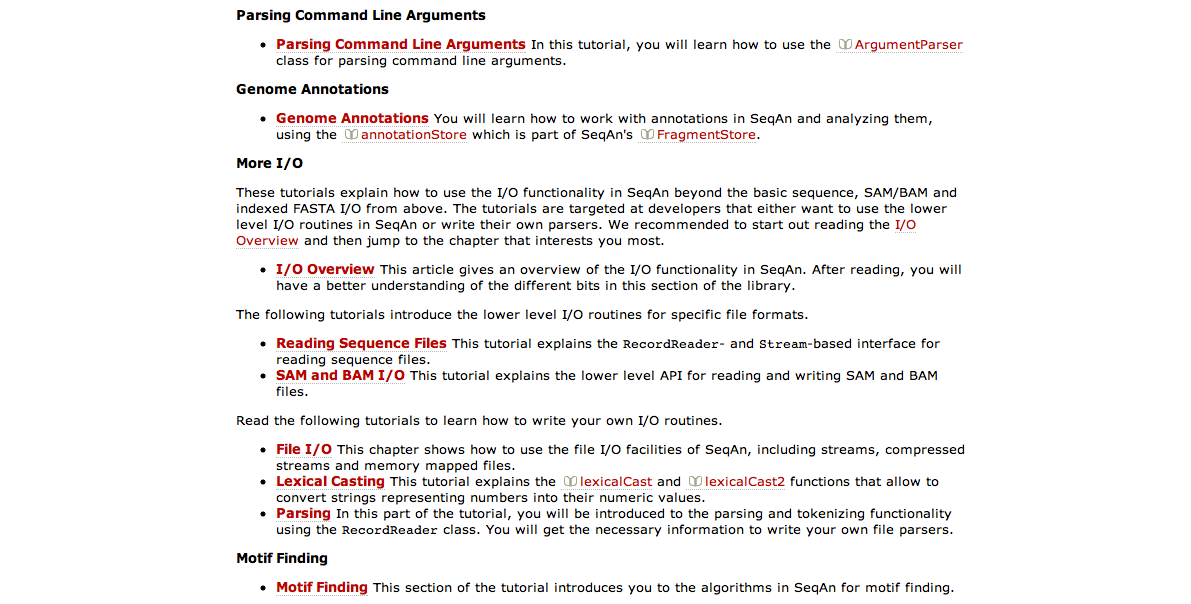 Parsing Command Line Arguments
Parsing Command Line Arguments In this tutorial, you will learn how to use the ArgumentParser
class for parsing command line arguments.
Genome Annotations
Genome Annotations You will learn how to work with annotations in SeqAn and analyzing them,
using the annotationStore which is part of SeqAn's FragmentStore.
More I/O
These tutorials explain how to use the I/O functionality in SeqAn beyond the basic sequence, SAM/BAM and
indexed FASTA I/O from above. The tutorials are targeted at developers that either want to use the lower
level I/O routines in SeqAn or write their own parsers. We recommended to start out reading the I/O
Overview and then jump to the chapter that interests you most.
I/O Overview This article gives an overview of the I/O functionality in SeqAn. After reading, you will
have a better understanding of the different bits in this section of the library.
The following tutorials introduce the lower level I/O routines for specific file formats.
Reading Sequence Files This tutorial explains the RecordReader- and Stream-based interface for
reading sequence files.
SAM and BAM I/O This tutorial explains the lower level API for reading and writing SAM and BAM
files.
Read the following tutorials to learn how to write your own I/O routines.
File I/O This chapter shows how to use the file I/O facilities of SeqAn, including streams, compressed
streams and memory mapped files.
Lexical Casting This tutorial explains the lexicalCast and lexicalCast2 functions that allow to
convert strings representing numbers into their numeric values.
Parsing In this part of the tutorial, you will be introduced to the parsing and tokenizing functionality
using the RecordReader class. You will get the necessary information to write your own file parsers.
Motif Finding
Motif Finding This section of the tutorial introduces you to the algorithms in SeqAn for motif finding.